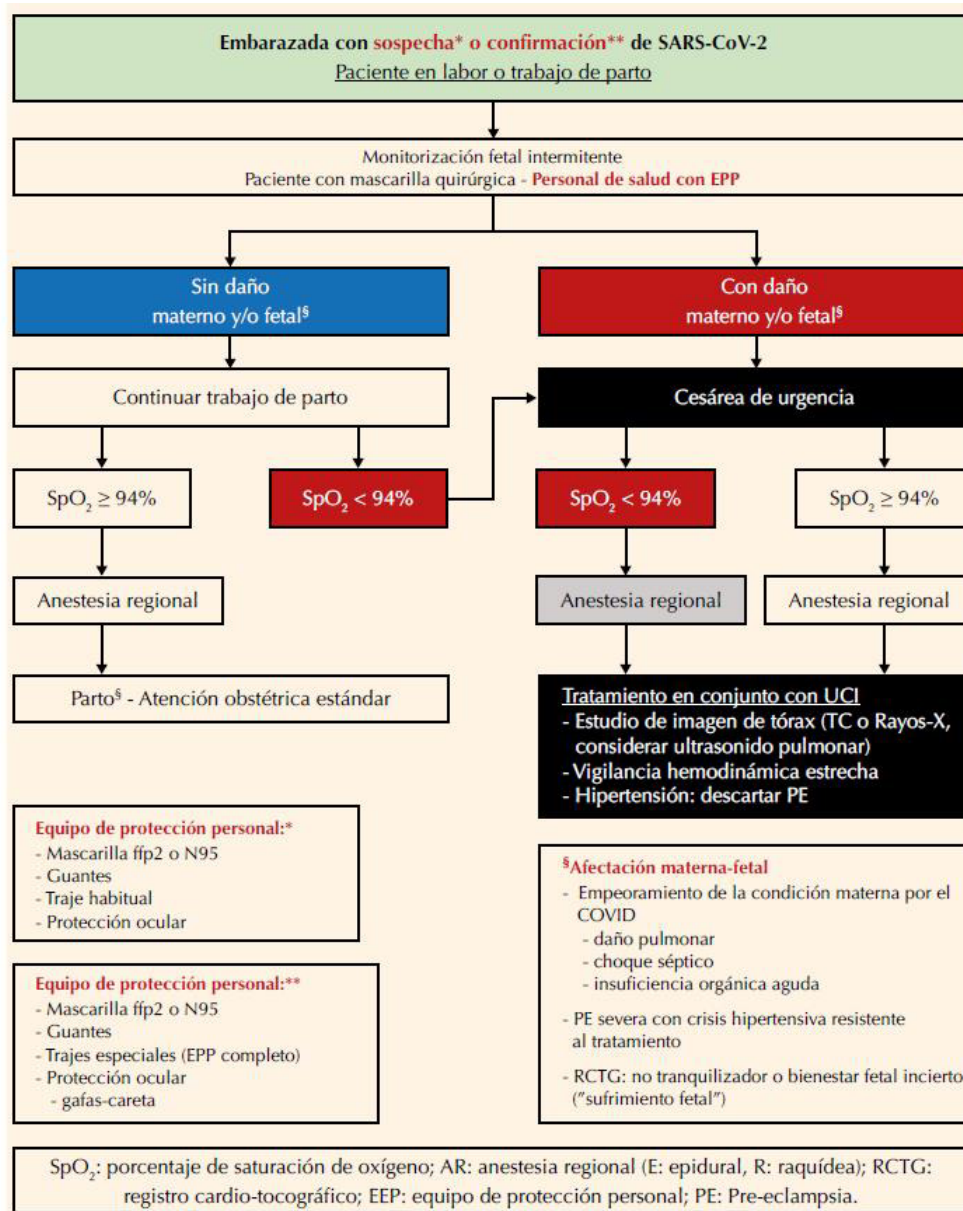 Embarazada con sospecha* o confirmación** de SARS-CoV-2
Paciente en labor o trabajo de parto
Monitorización fetal intermitente
Paciente con mascarilla quirúrgica - Personal de salud con EPP
Sin daño
materno y/o fetal§
Con daño
materno y/o fetal§
Continuar trabajo de parto
Cesárea de urgencia
SpO₂ ≥ 94%
SpO₂ < 94%
SpO₂ < 94%
SpO₂ ≥ 94%
Anestesia regional
Anestesia regional
Anestesia regional
Parto§ - Atención obstétrica estándar
Tratamiento en conjunto con UCI
- Estudio de imagen de tórax (TC o Rayos-X,
considerar ultrasonido pulmonar)
- Vigilancia hemodinámica estrecha
- Hipertensión: descartar PE
Equipo de protección personal:*
- Mascarilla ffp2 o N95
- Guantes
- Traje habitual
- Protección ocular
Equipo de protección personal:**
- Mascarilla ffp2 o N95
- Guantes
- Trajes especiales (EPP completo)
- Protección ocular
- gafas-careta
§Afectación materna-fetal
- Empeoramiento de la condición materna por el
COVID
- daño pulmonar
- choque séptico
- insuficiencia orgánica aguda
- PE severa con crisis hipertensiva resistente
al tratamiento
- RCTG: no tranquilizador o bienestar fetal incierto
("sufrimiento fetal")
SpO₂: porcentaje de saturación de oxígeno; AR: anestesia regional (E: epidural, R: raquídea); RCTG:
registro cardio-tocográfico; EEP: equipo de protección personal; PE: Pre-eclampsia.